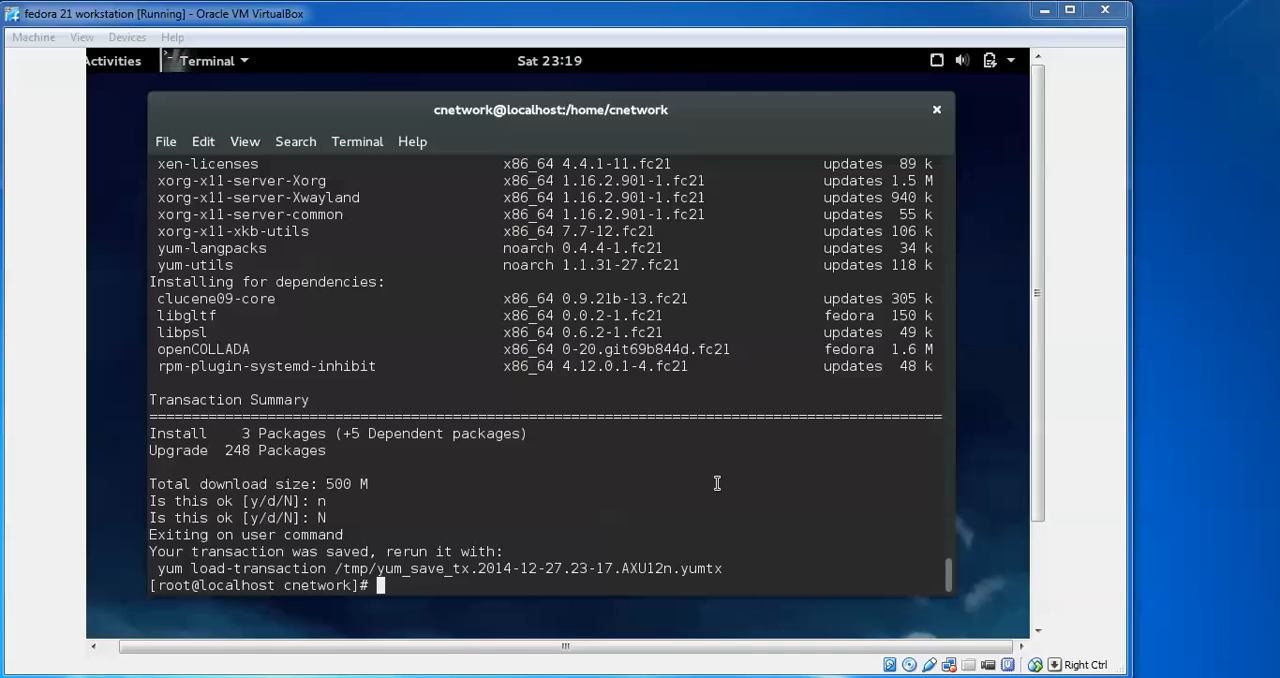 fedora 21 workstation [Running] - Oracle VM VirtualBox
Machine View Devices Help
Activities Terminal Sat 23:19
cnetwork@localhost:/home/cnetwork
File Edit View Search Terminal Help
xen-licenses x86_64 4.4.1-11.fc21 updates 89 k
xorg-x11-server-Xorg x86_64 1.16.2.901-1.fc21 updates 1.5 M
xorg-x11-server-Xwayland x86_64 1.16.2.901-1.fc21 updates 940 k
xorg-x11-server-common x86_64 1.16.2.901-1.fc21 updates 55 k
xorg-x11-xkb-utils x86_64 7.7-12.fc21 updates 106 k
yum-langpacks noarch 0.4.4-1.fc21 updates 34 k
yum-utils noarch 1.1.31-27.fc21 updates 118 k
Installing for dependencies:
clucene09-core x86_64 0.9.21b-13.fc21 updates 305 k
libgltf x86_64 0.0.2-1.fc21 fedora 150 k
libpsl x86_64 0.6.2-1.fc21 updates 49 k
openCOLLADA x86_64 0-20.git69b844d.fc21 fedora 1.6 M
rpm-plugin-systemd-inhibit x86_64 4.12.0.1-4.fc21 updates 48 k
Transaction Summary
================================================================================
Install 3 Packages (+5 Dependent packages)
Upgrade 248 Packages
Total download size: 500 M
Is this ok [y/d/N]: n
Is this ok [y/d/N]: N
Exiting on user command
Your transaction was saved, rerun it with:
yum load-transaction /tmp/yum_save_tx.2014-12-27.23-17.AXU12n.yumtx
[root@localhost cnetwork]#
Right Ctrl